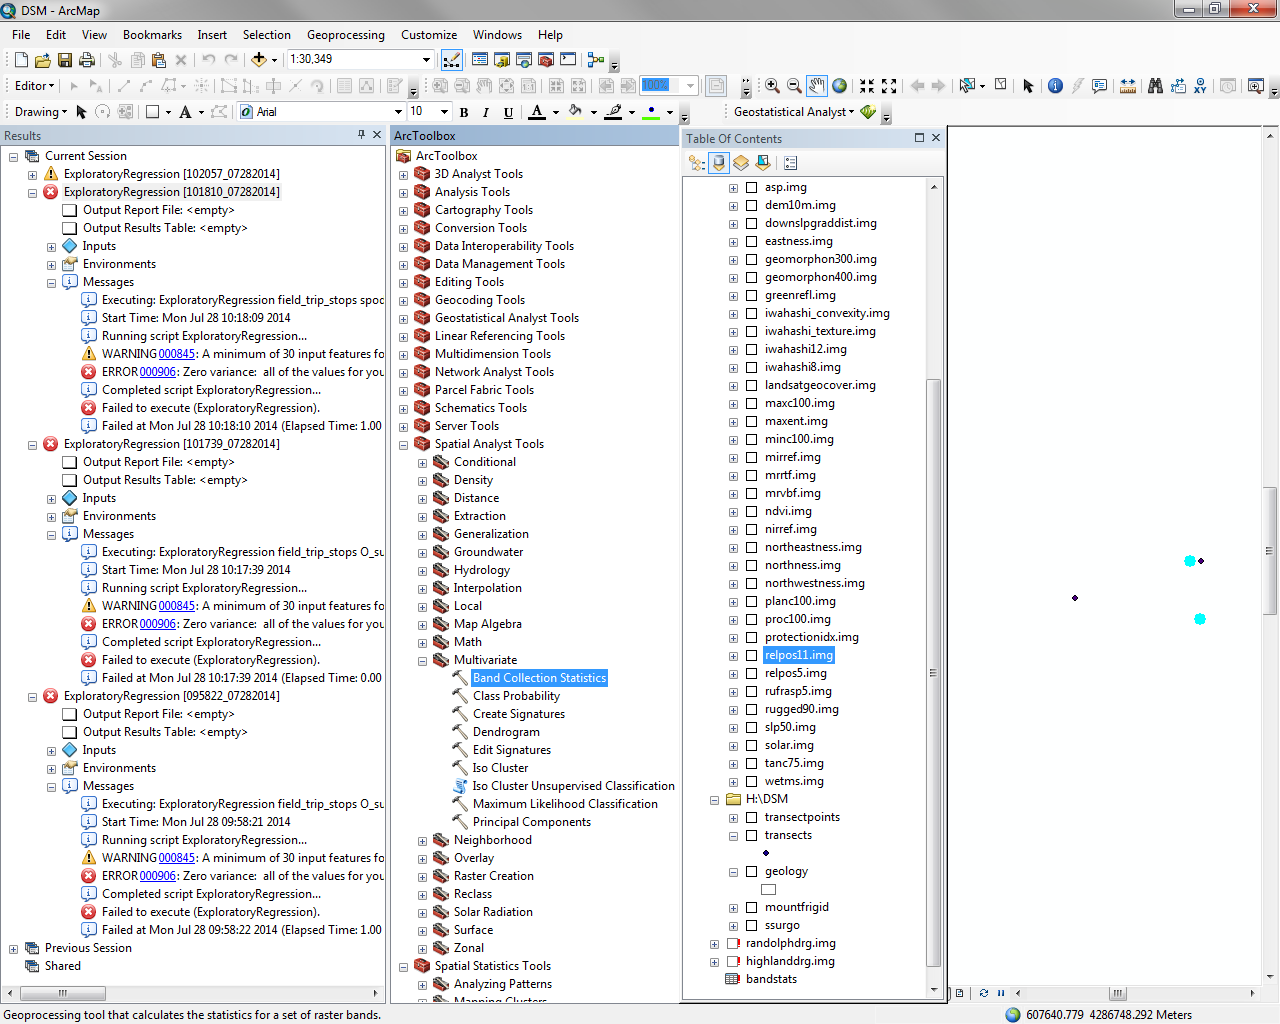 DSM - ArcMap
File Edit View Bookmarks Insert Selection Geoprocessing Customize Windows Help
1:30,349
Editor
100%
Drawing
Arial
10
B I U A
Geostatistical Analyst
Results
Current Session
ExploratoryRegression [102057_07282014]
ExploratoryRegression [101810_07282014]
Output Report File: <empty>
Output Results Table: <empty>
Inputs
Environments
Messages
Executing: ExploratoryRegression field_trip_stops spod
Start Time: Mon Jul 28 10:18:09 2014
Running script ExploratoryRegression...
WARNING 000845: A minimum of 30 input features fo
ERROR 000906: Zero variance: all of the values for you
Completed script ExploratoryRegression...
Failed to execute (ExploratoryRegression).
Failed at Mon Jul 28 10:18:10 2014 (Elapsed Time: 1.00
ExploratoryRegression [101739_07282014]
Output Report File: <empty>
Output Results Table: <empty>
Inputs
Environments
Messages
Executing: ExploratoryRegression field_trip_stops O_su
Start Time: Mon Jul 28 10:17:39 2014
Running script ExploratoryRegression...
WARNING 000845: A minimum of 30 input features fo
ERROR 000906: Zero variance: all of the values for you
Completed script ExploratoryRegression...
Failed to execute (ExploratoryRegression).
Failed at Mon Jul 28 10:17:39 2014 (Elapsed Time: 0.00
ExploratoryRegression [095822_07282014]
Output Report File: <empty>
Output Results Table: <empty>
Inputs
Environments
Messages
Executing: ExploratoryRegression field_trip_stops O_su
Start Time: Mon Jul 28 09:58:21 2014
Running script ExploratoryRegression...
WARNING 000845: A minimum of 30 input features fo
ERROR 000906: Zero variance: all of the values for you
Completed script ExploratoryRegression...
Failed to execute (ExploratoryRegression).
Failed at Mon Jul 28 09:58:22 2014 (Elapsed Time: 1.00
Previous Session
Shared
ArcToolbox
ArcToolbox
3D Analyst Tools
Analysis Tools
Cartography Tools
Conversion Tools
Data Interoperability Tools
Data Management Tools
Editing Tools
Geocoding Tools
Geostatistical Analyst Tools
Linear Referencing Tools
Multidimension Tools
Network Analyst Tools
Parcel Fabric Tools
Schematics Tools
Server Tools
Spatial Analyst Tools
Conditional
Density
Distance
Extraction
Generalization
Groundwater
Hydrology
Interpolation
Local
Map Algebra
Math
Multivariate
Band Collection Statistics
Class Probability
Create Signatures
Dendrogram
Edit Signatures
Iso Cluster
Iso Cluster Unsupervised Classification
Maximum Likelihood Classification
Principal Components
Neighborhood
Overlay
Raster Creation
Reclass
Solar Radiation
Surface
Zonal
Spatial Statistics Tools
Analyzing Patterns
Mapping Clusters
Table Of Contents
asp.img
dem10m.img
downslpgraddist.img
eastness.img
geomorphon300.img
geomorphon400.img
greenrefl.img
iwahashi_convexity.img
iwahashi_texture.img
iwahashi12.img
iwahashi8.img
landsatgeocover.img
maxc100.img
maxent.img
minc100.img
mirref.img
mrrtf.img
mrvbf.img
ndvi.img
nirref.img
northeastness.img
northness.img
northwestness.img
planc100.img
proc100.img
protectionidx.img
relpos11.img
relpos5.img
rufrasp5.img
rugged90.img
slp50.img
solar.img
tanc75.img
wetms.img
H:\DSM
transectpoints
transects
geology
mountfrigid
ssurgo
randolphdrg.img
highlanddrg.img
bandstats
Geoprocessing tool that calculates the statistics for a set of raster bands.
607640.779 4286748.292 Meters